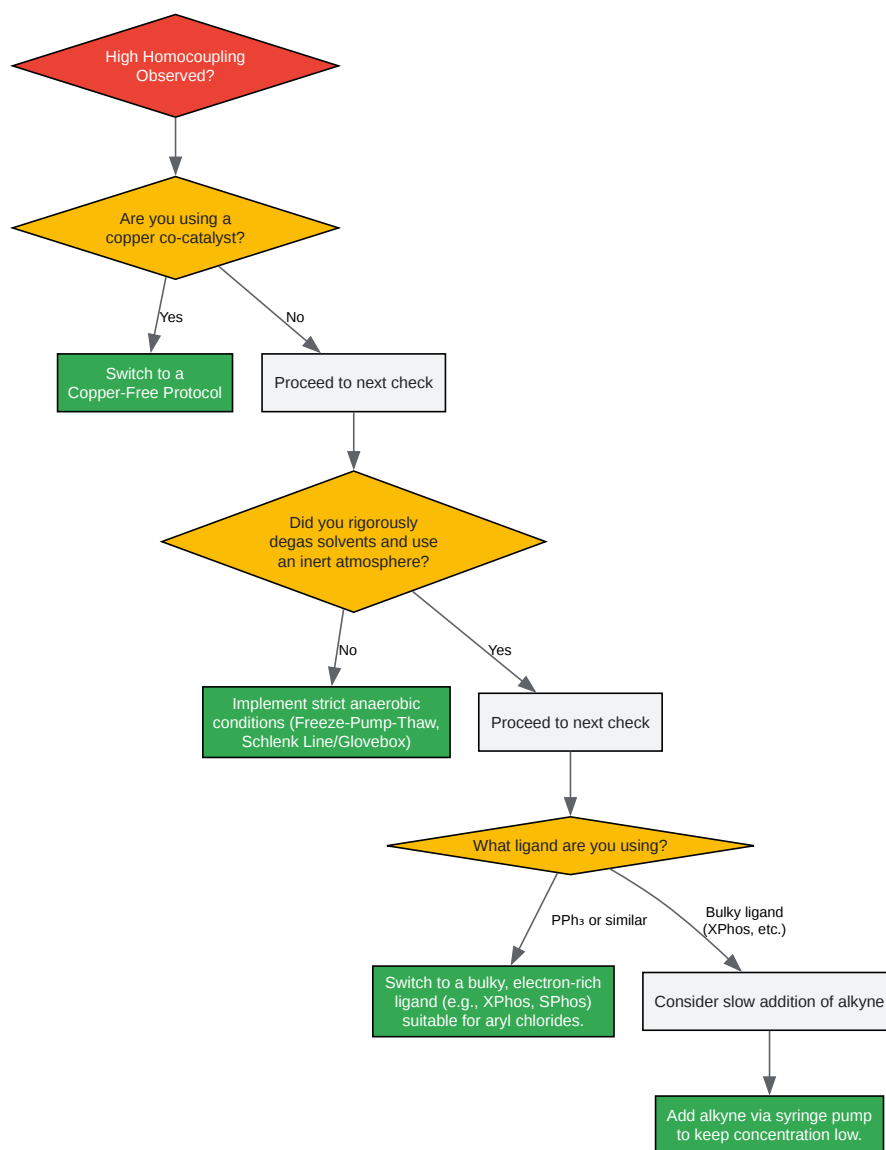 High Homocoupling
Observed?
Are you using a
copper co-catalyst?
Yes
No
Switch to a
Copper-Free Protocol
Proceed to next check
Did you rigorously
degas solvents and use
an inert atmosphere?
No
Yes
Implement strict anaerobic
conditions (Freeze-Pump-Thaw,
Schlenk Line/Glovebox)
Proceed to next check
What ligand are you using?
PPh₃ or similar
Bulky ligand
(XPhos, etc.)
Switch to a bulky, electron-rich
ligand (e.g., XPhos, SPhos)
suitable for aryl chlorides.
Consider slow addition of alkyne
Add alkyne via syringe pump
to keep concentration low.